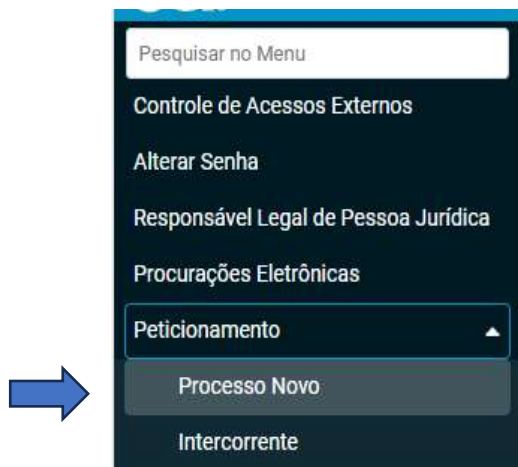 Pesquisar no Menu
Controle de Acessos Externos
Alterar Senha
Responsável Legal de Pessoa Jurídica
Procurações Eletrônicas
Peticionamento
Processo Novo
Intercorrente